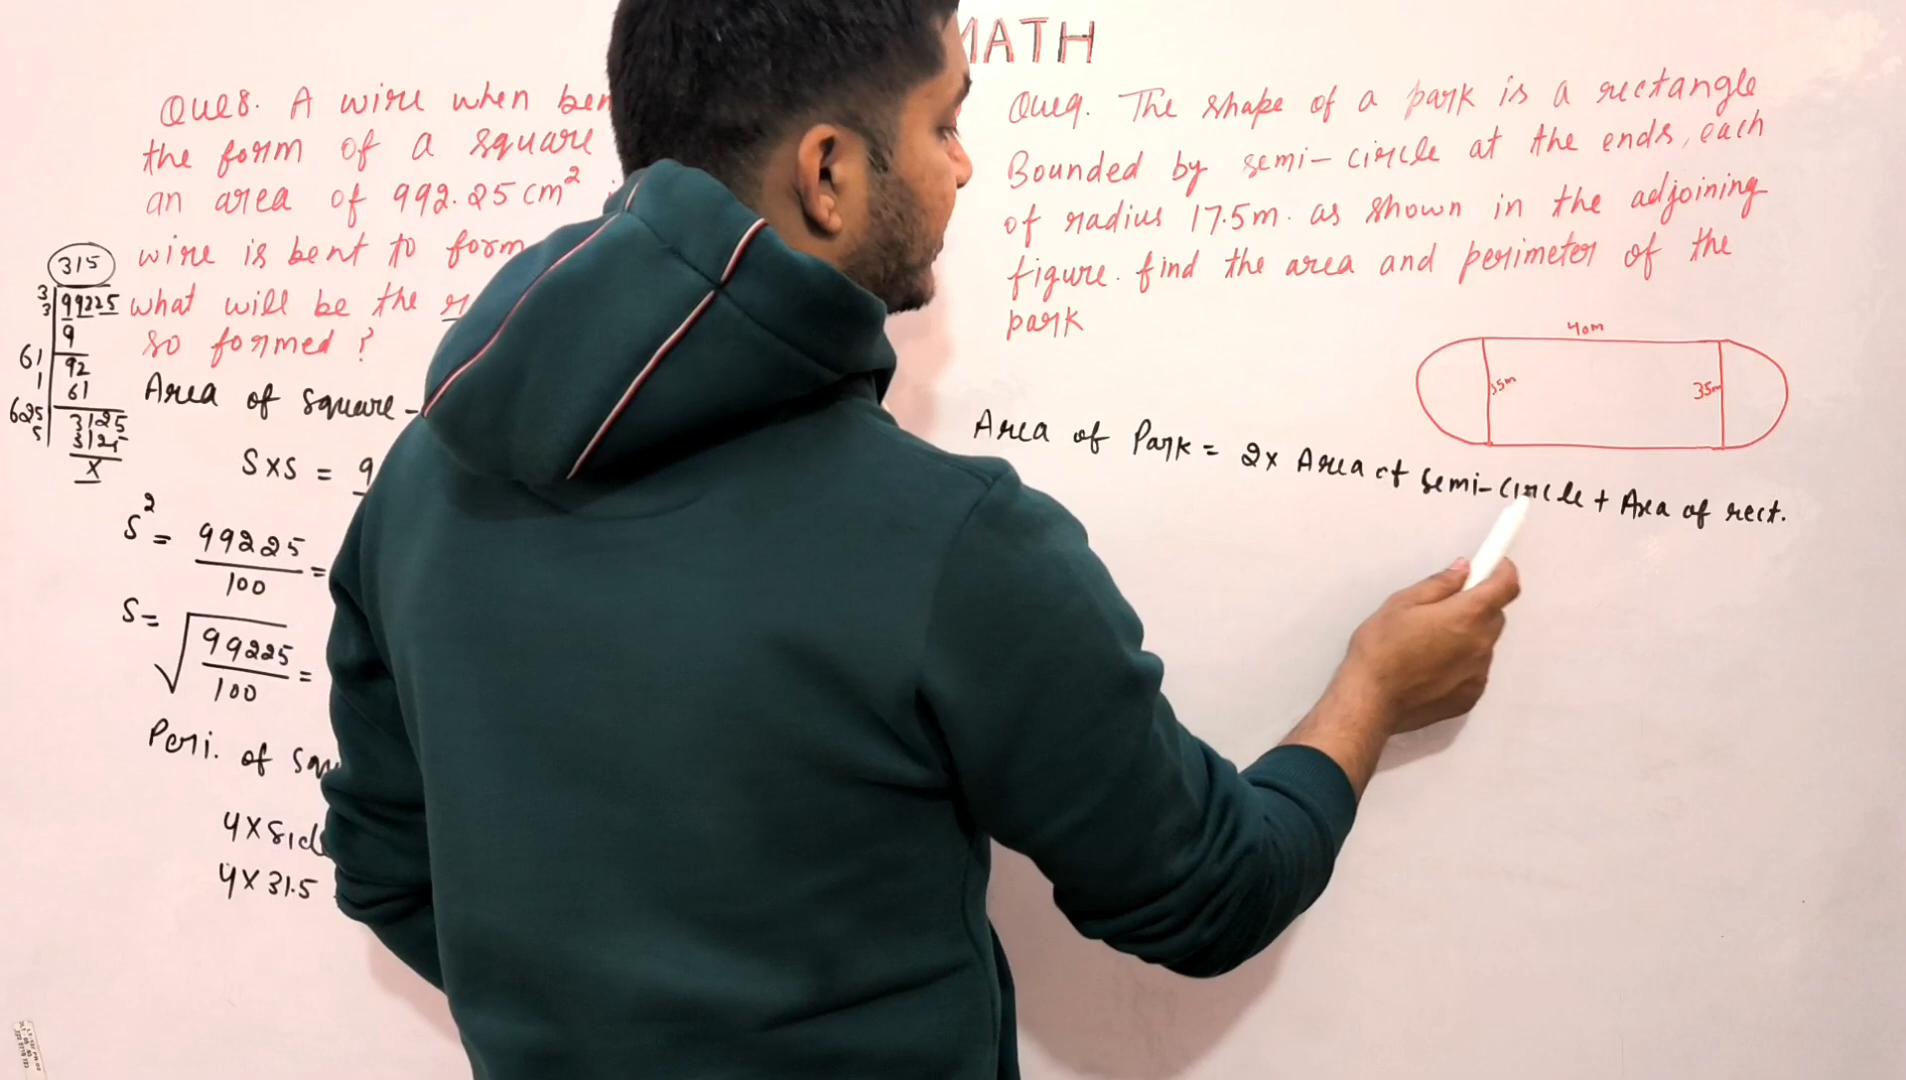 MATH
Que8. A wire when ben
the form of a square
an area of 992.25 cm²
wire is bent to form
what will be the
so formed ?
315
3 99225
3 9
61 92
1 61
625 3125
5 3125
X
Area of square -
S×S = 9
S² = 99225/100 =
S = √99225/100 =
Peri. of squ
4×Sid
4×31.5
Que9. The shape of a park is a rectangle
Bounded by semi-circle at the ends, each
of radius 17.5m. as shown in the adjoining
figure. find the area and perimeter of the
park
40m
35m 35m
Area of Park = 2× Area of semi-circle + Area of rect.